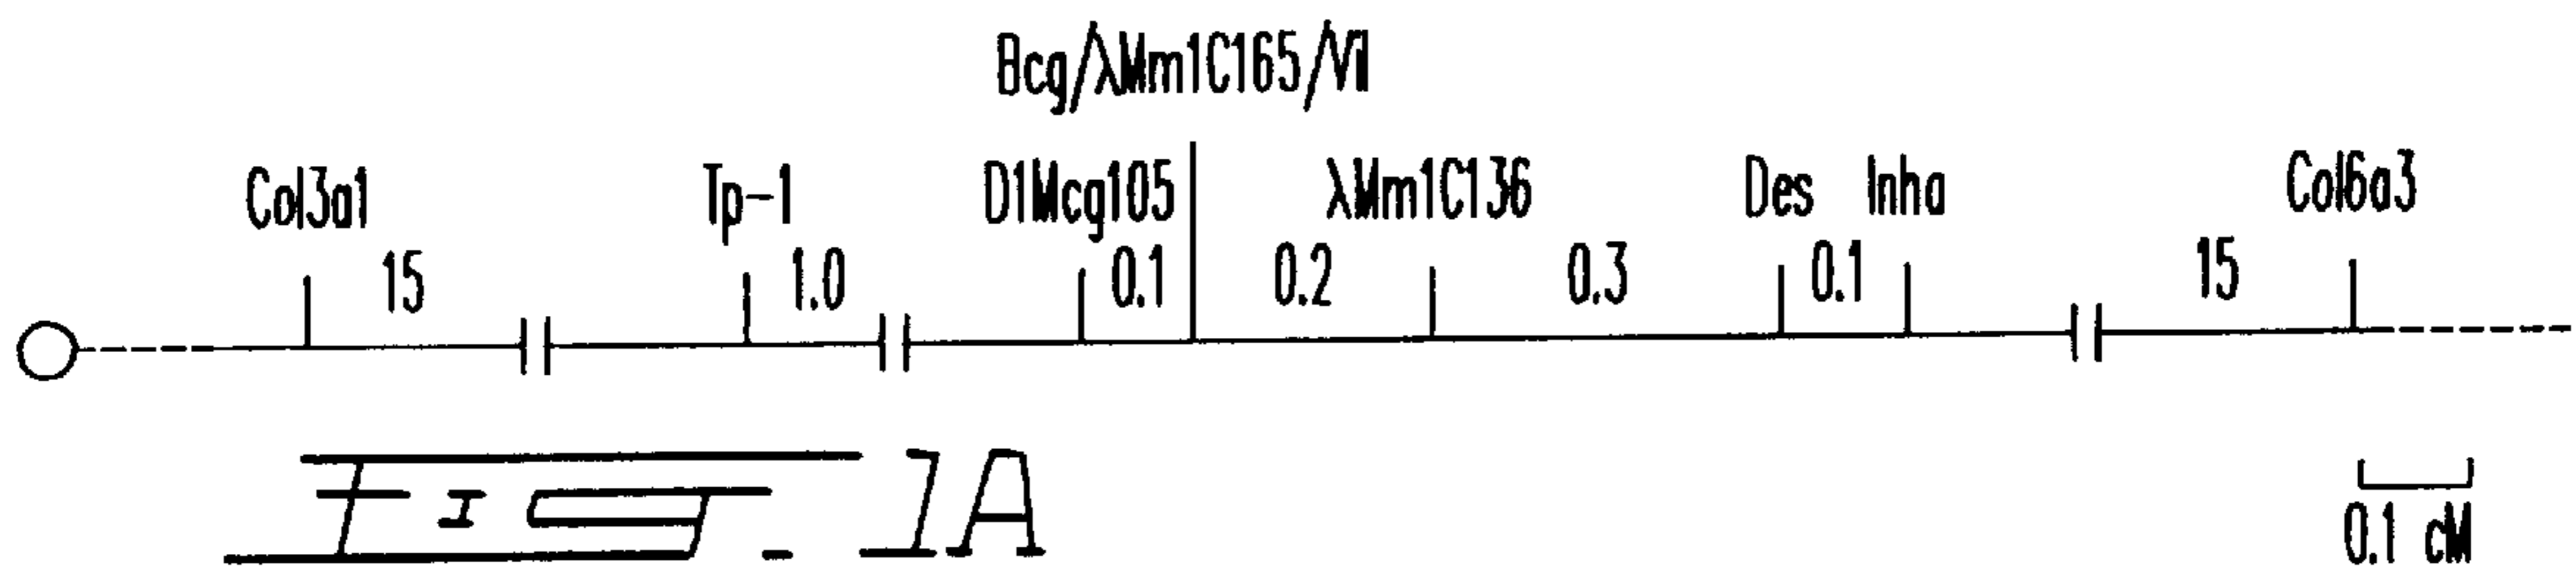 Bcg/λMm1C165/Vil
Col3a1 Tp-1 D1Mcg105 λMm1C136 Des Inha Col6a3
15 1.0 0.1 0.2 0.3 0.1 15
FIG. 1A
0.1 cM